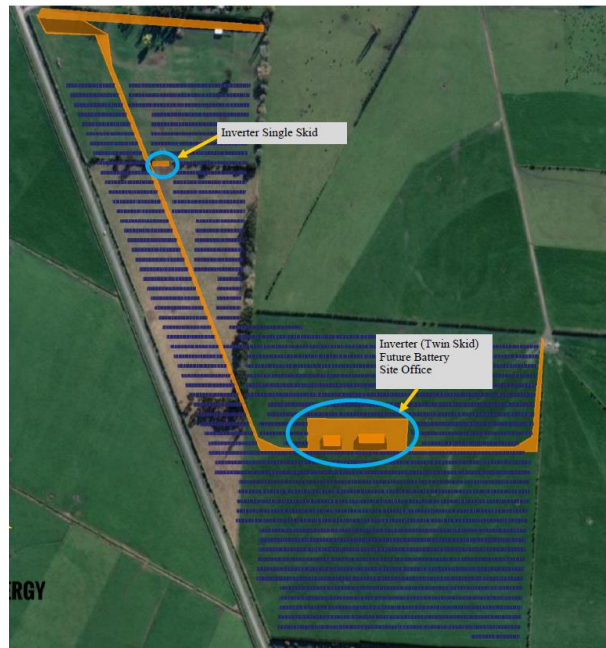 Inverter Single Skid
Inverter (Twin Skid)
Future Battery
Site Office
ERGY